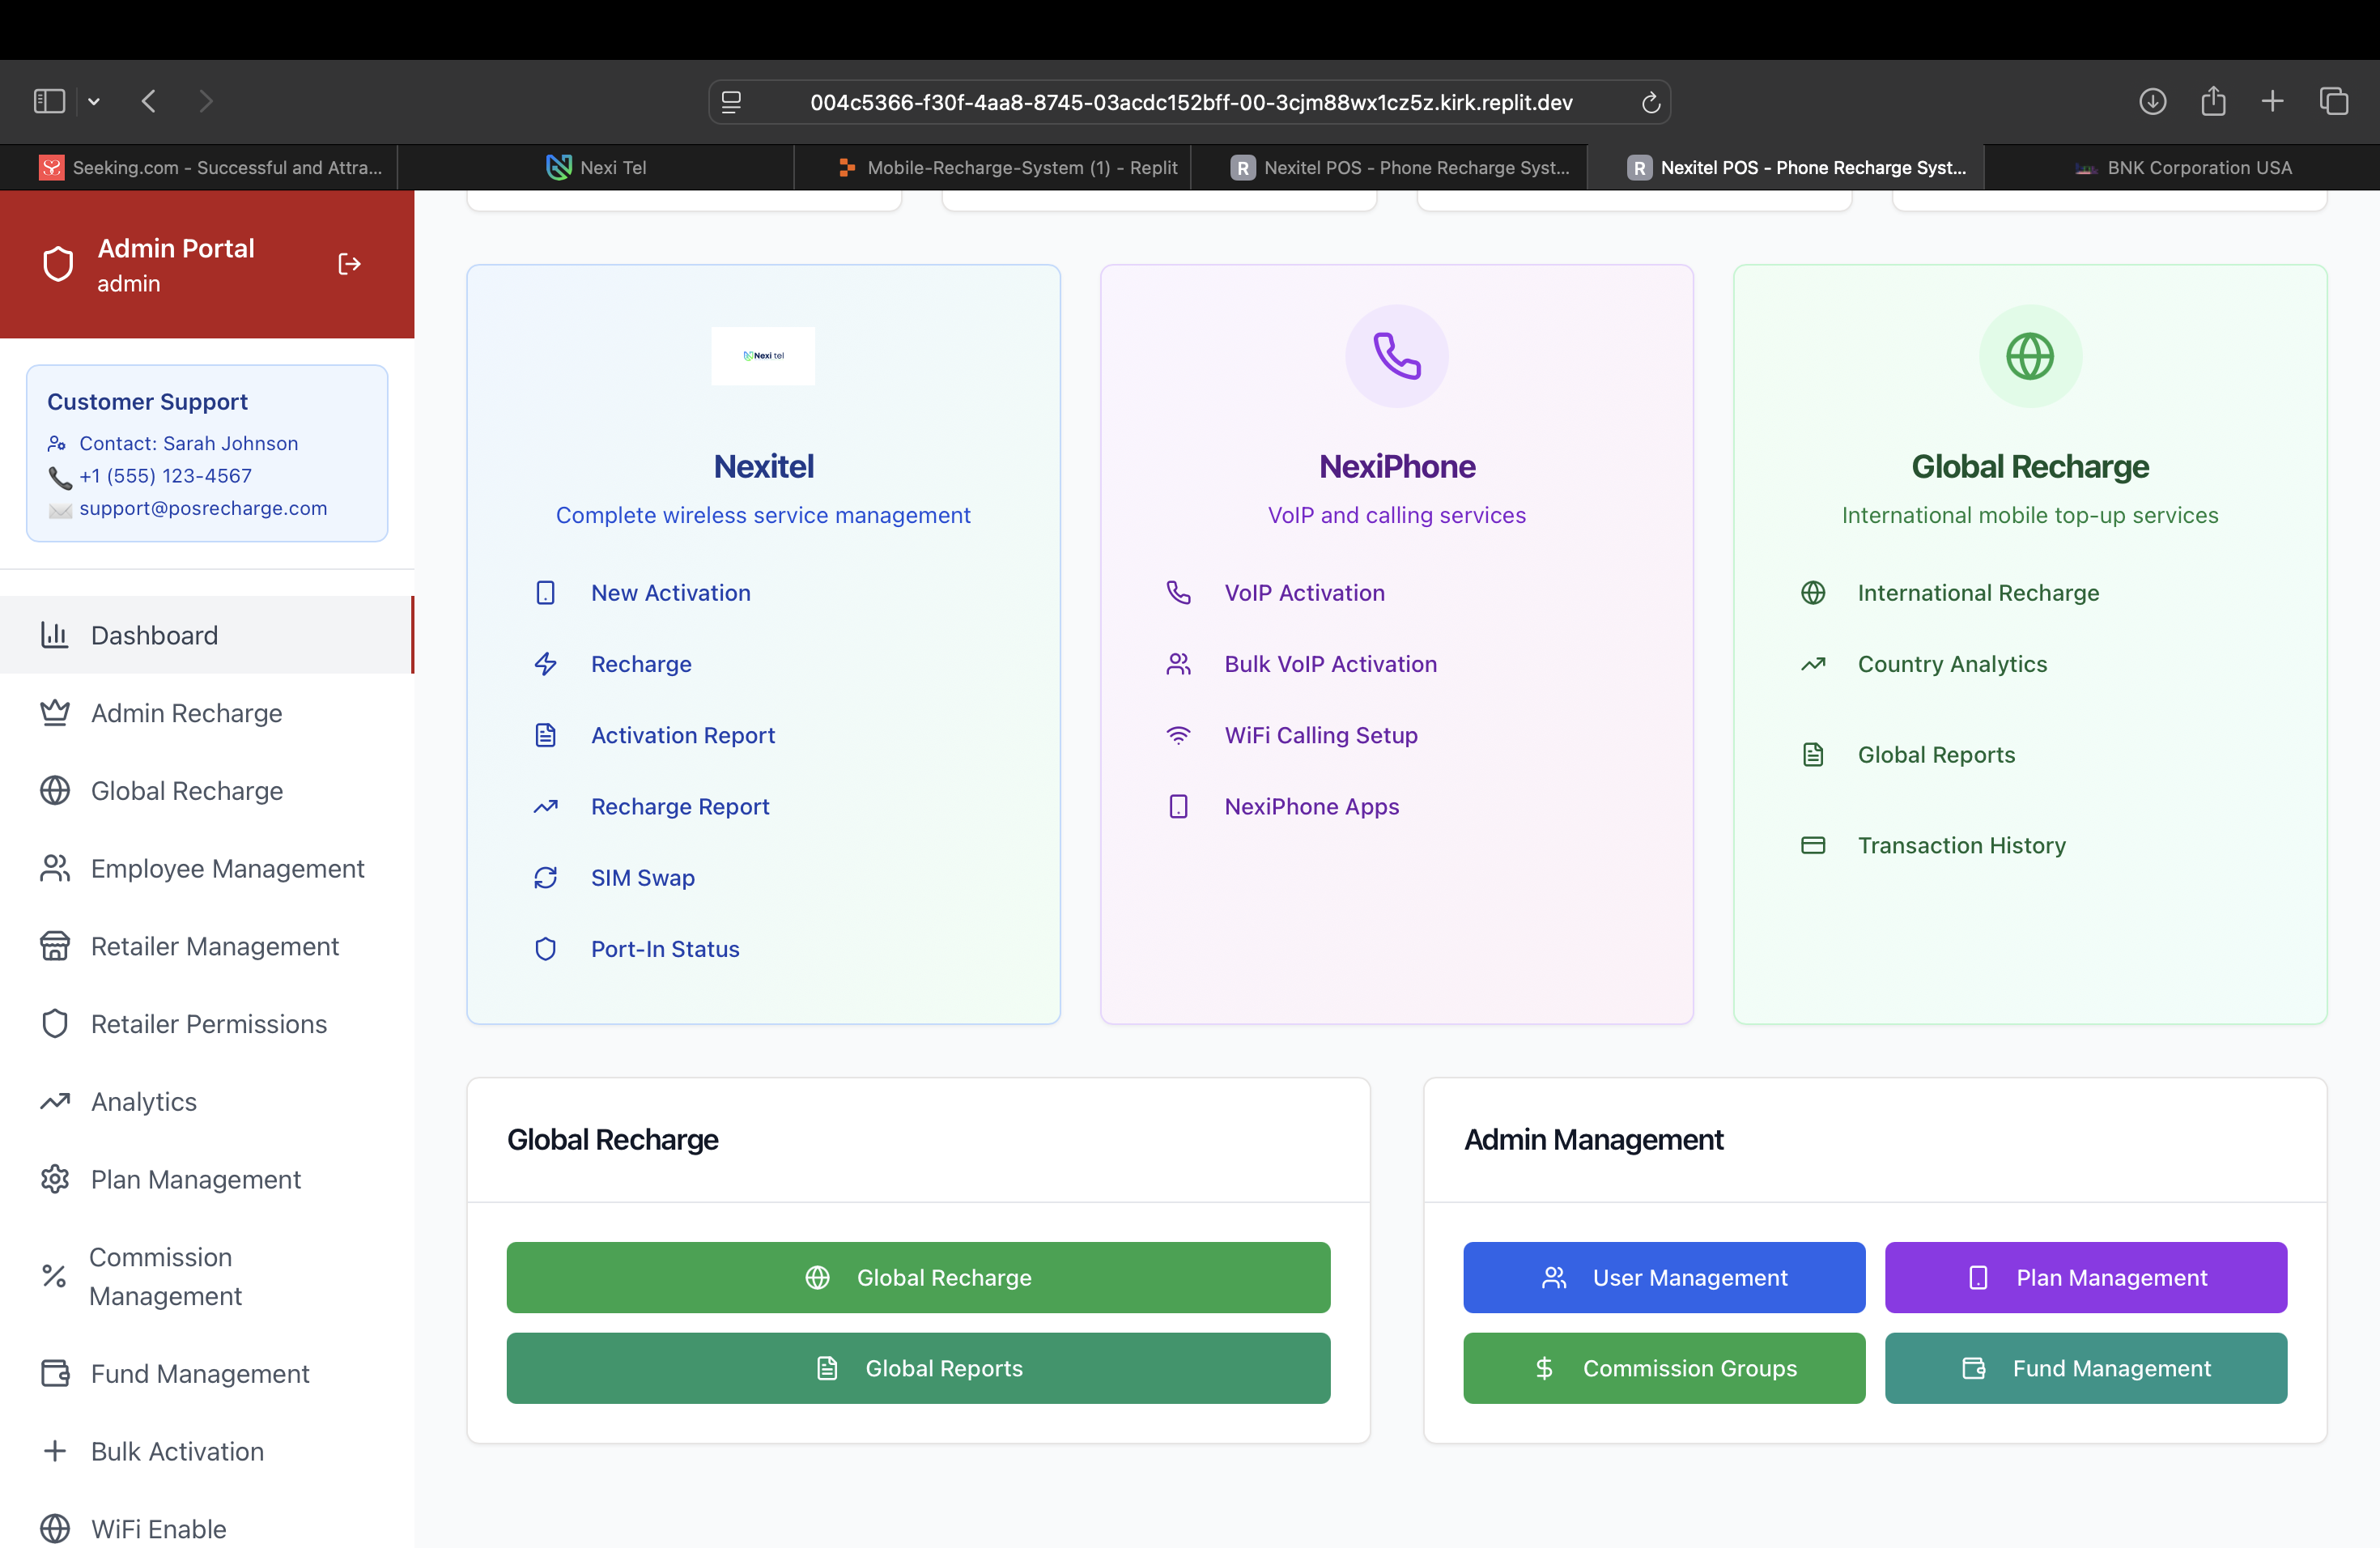 004c5366-f30f-4aa8-8745-03acdc152bff-00-3cjm88wx1cz5z.kirk.replit.dev
Seeking.com - Successful and Attra...
Nexi Tel
Mobile-Recharge-System (1) - Replit
R Nexitel POS - Phone Recharge Syst...
R Nexitel POS - Phone Recharge Syst...
BNK Corporation USA
Admin Portal
admin
Customer Support
Contact: Sarah Johnson
+1 (555) 123-4567
support@posrecharge.com
Dashboard
Admin Recharge
Global Recharge
Employee Management
Retailer Management
Retailer Permissions
Analytics
Plan Management
Commission
Management
Fund Management
Bulk Activation
WiFi Enable
Nexi tel
Nexitel
Complete wireless service management
New Activation
Recharge
Activation Report
Recharge Report
SIM Swap
Port-In Status
NexiPhone
VoIP and calling services
VoIP Activation
Bulk VoIP Activation
WiFi Calling Setup
NexiPhone Apps
Global Recharge
International mobile top-up services
International Recharge
Country Analytics
Global Reports
Transaction History
Global Recharge
Global Recharge
Global Reports
Admin Management
User Management
Plan Management
Commission Groups
Fund Management